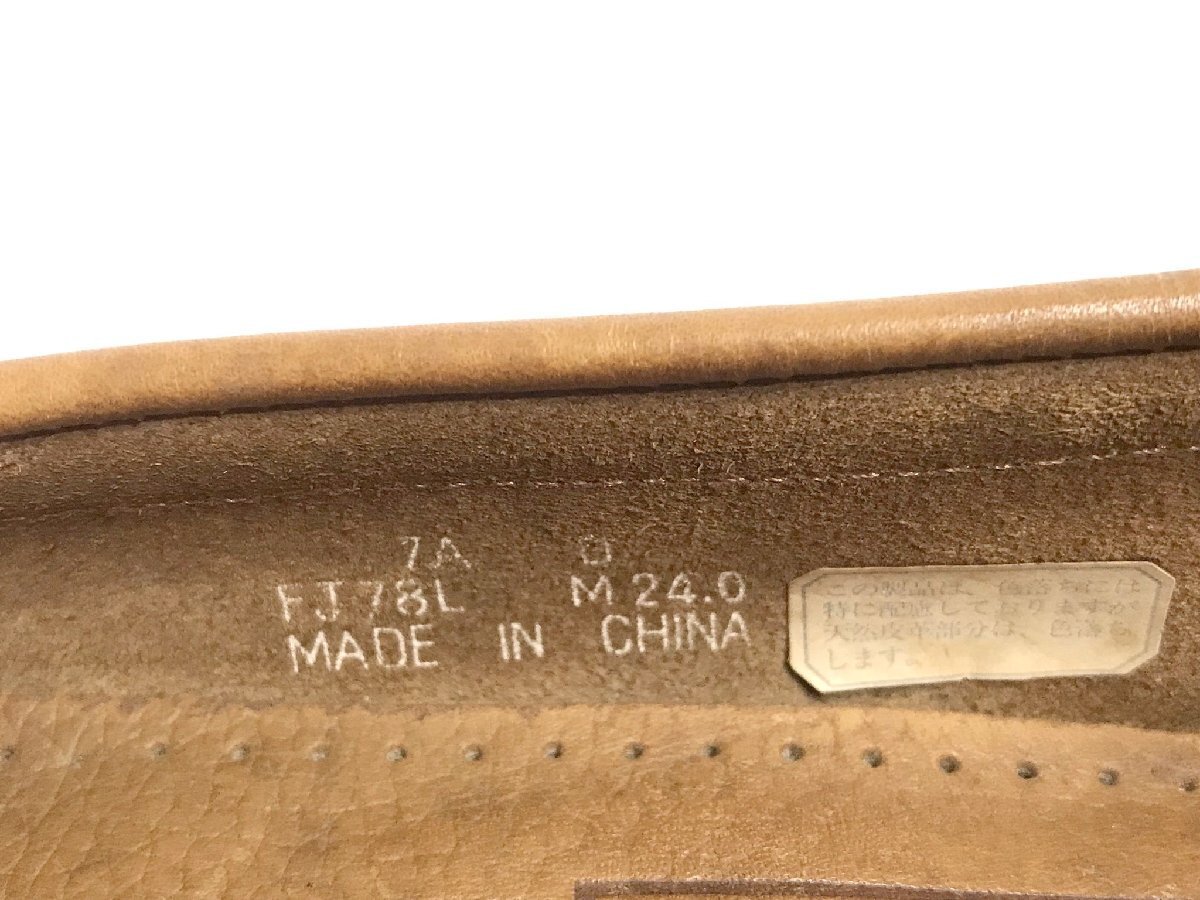 7A 0
FJ78L M 24.0
MADE IN CHINA
この製品は、色落ちには
特に配慮しておりますが
天然皮革部分は、色落ち
します。